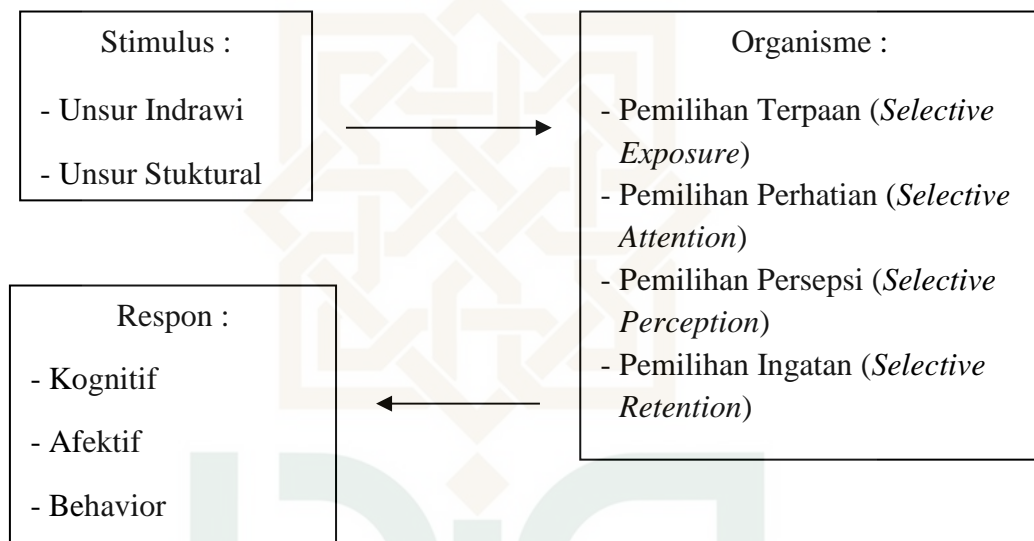 Stimulus :
- Unsur Indrawi
- Unsur Stuktural
Organisme :
- Pemilihan Terpaan (Selective
Exposure)
- Pemilihan Perhatian (Selective
Attention)
- Pemilihan Persepsi (Selective
Perception)
- Pemilihan Ingatan (Selective
Retention)
Respon :
- Kognitif
- Afektif
- Behavior